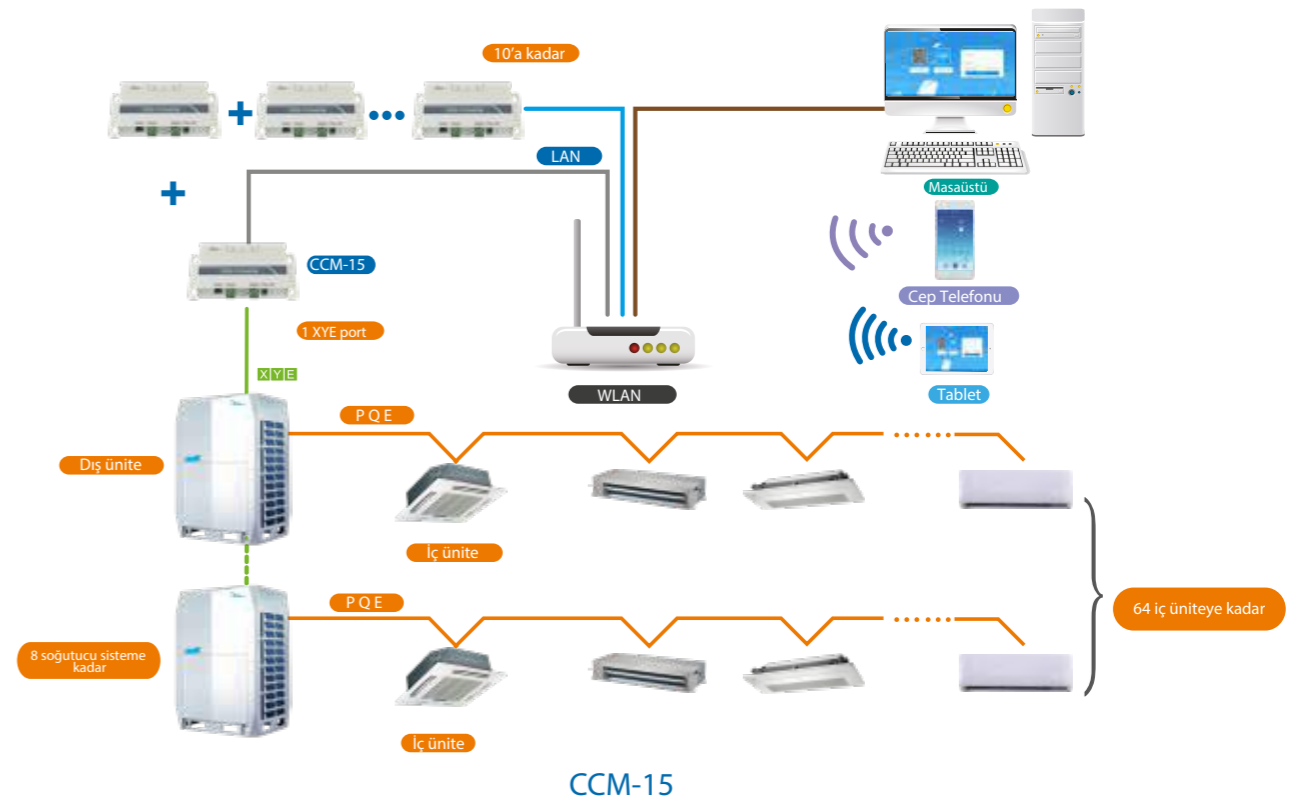 10'a kadar
LAN
Masaüstü
CCM-15
Cep Telefonu
1 XYE port
X Y E
WLAN
Tablet
P Q E
Dış ünite
İç ünite
P Q E
64 iç üniteye kadar
8 soğutucu sisteme
kadar
İç ünite
CCM-15